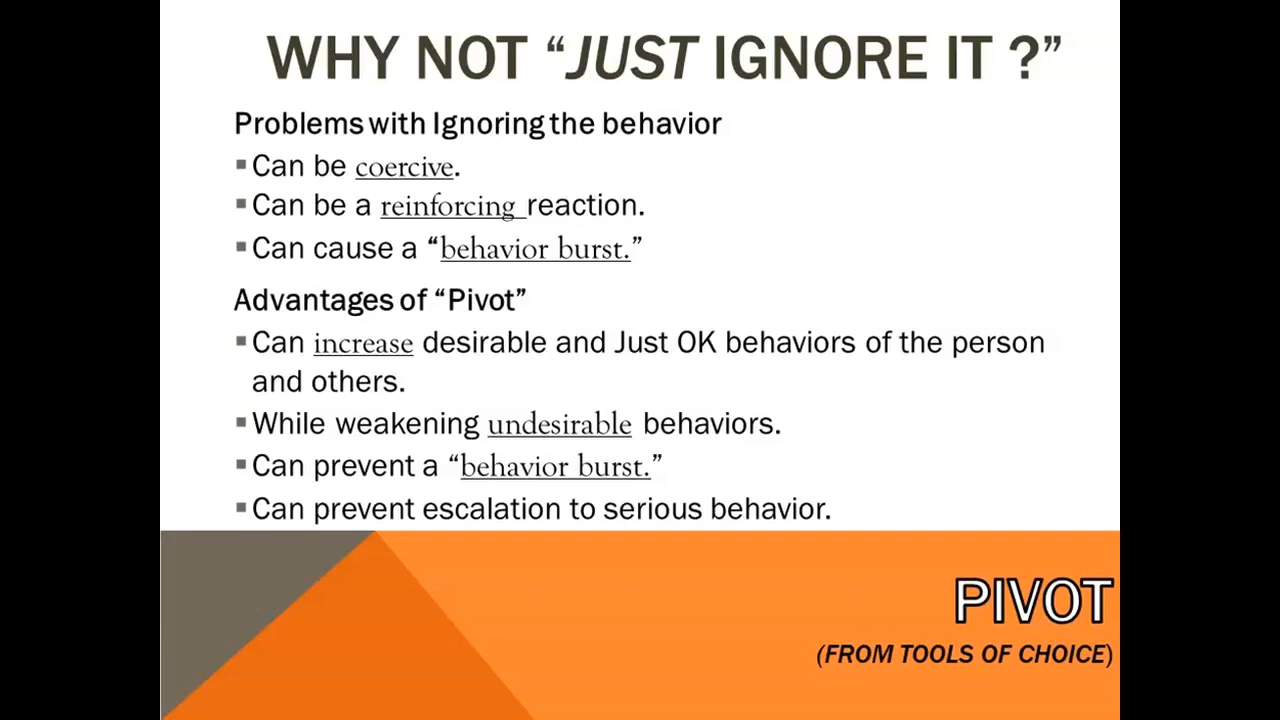 WHY NOT “JUST IGNORE IT ?”
Problems with Ignoring the behavior
▪Can be coercive.
▪Can be a reinforcing reaction.
▪Can cause a “behavior burst.”
Advantages of “Pivot”
▪Can increase desirable and Just OK behaviors of the person
and others.
▪While weakening undesirable behaviors.
▪Can prevent a “behavior burst.”
▪Can prevent escalation to serious behavior.
PIVOT
(FROM TOOLS OF CHOICE)